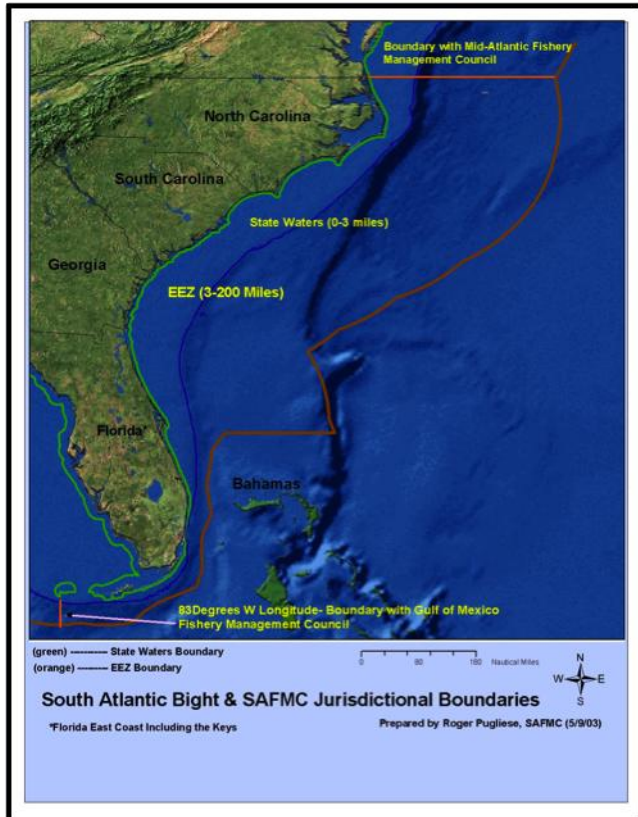 Boundary with Mid-Atlantic Fishery
Management Council
North Carolina
South Carolina
State Waters (0-3 miles)
Georgia
EEZ (3-200 Miles)
Florida*
Bahamas
83Degrees W Longitude- Boundary with Gulf of Mexico
Fishery Management Council
(green) ---------- State Waters Boundary
(orange) --------- EEZ Boundary
0 80 160 Nautical Miles
N
W E
S
South Atlantic Bight & SAFMC Jurisdictional Boundaries
*Florida East Coast Including the Keys
Prepared by Roger Pugliese, SAFMC (5/9/03)